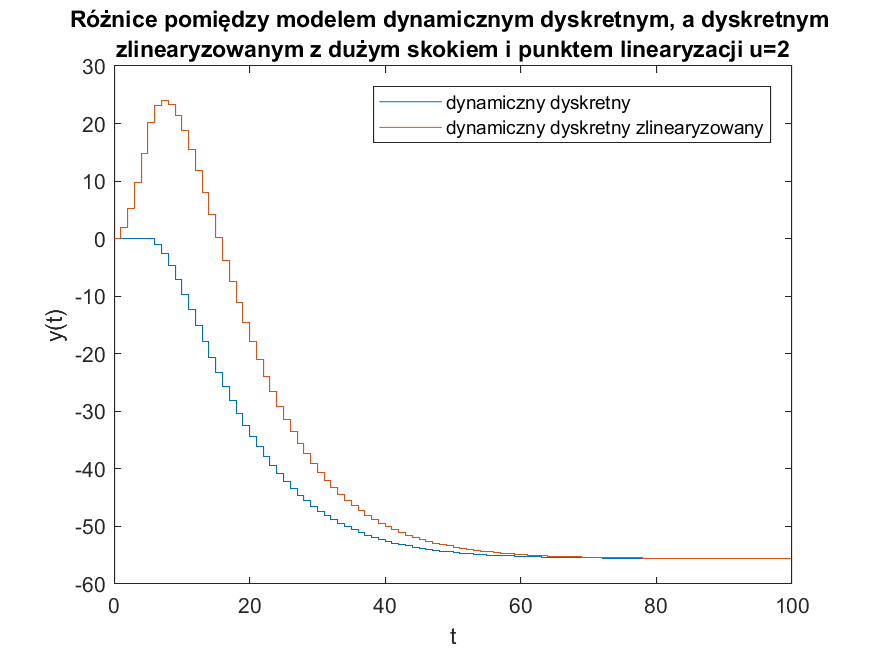 Różnice pomiędzy modelem dynamicznym dyskretnym, a dyskretnym
zlinearyzowanym z dużym skokiem i punktem linearyzacji u=2
30
20
10
0
-10
-20
-30
-40
-50
-60
y(t)
dynamiczny dyskretny
dynamiczny dyskretny zlinearyzowany
0 20 40 60 80 100
t